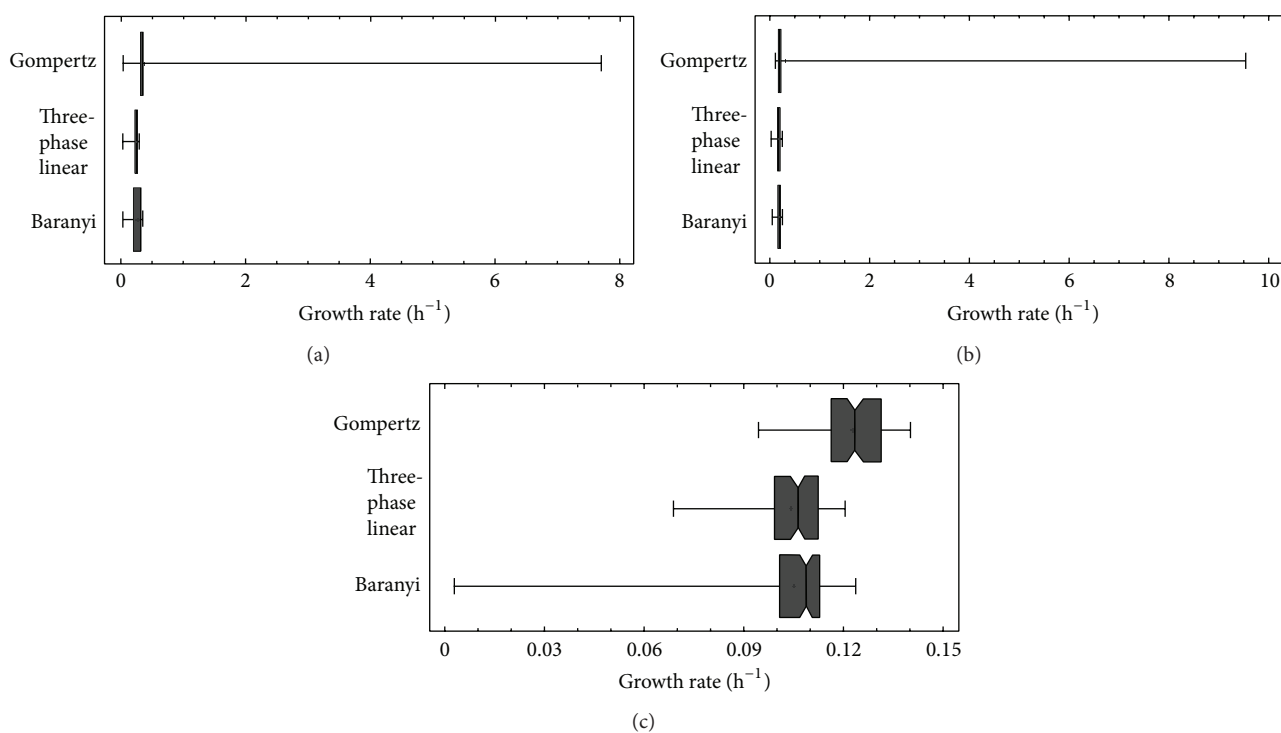 Gompertz
Three-
phase
linear
Baranyi
0 2 4 6 8
Growth rate (h⁻¹)
(a)
Gompertz
Three-
phase
linear
Baranyi
0 2 4 6 8 10
Growth rate (h⁻¹)
(b)
Gompertz
Three-
phase
linear
Baranyi
0 0.03 0.06 0.09 0.12 0.15
Growth rate (h⁻¹)
(c)